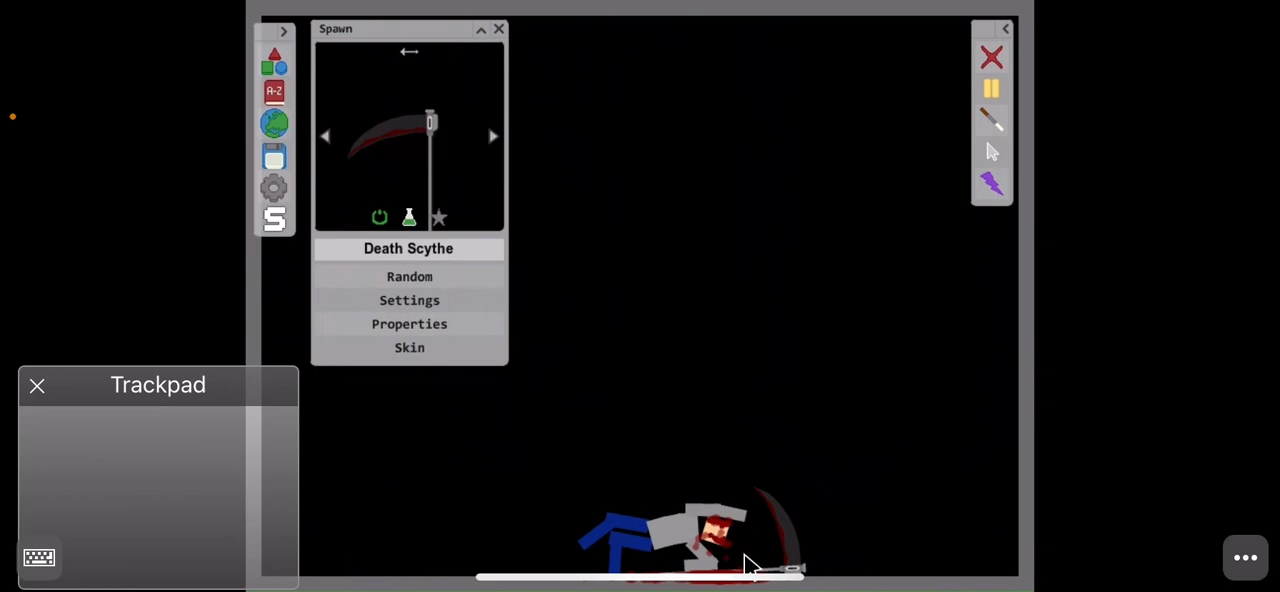 Spawn
A-Z
S
Death Scythe
Random
Settings
Properties
Skin
Trackpad